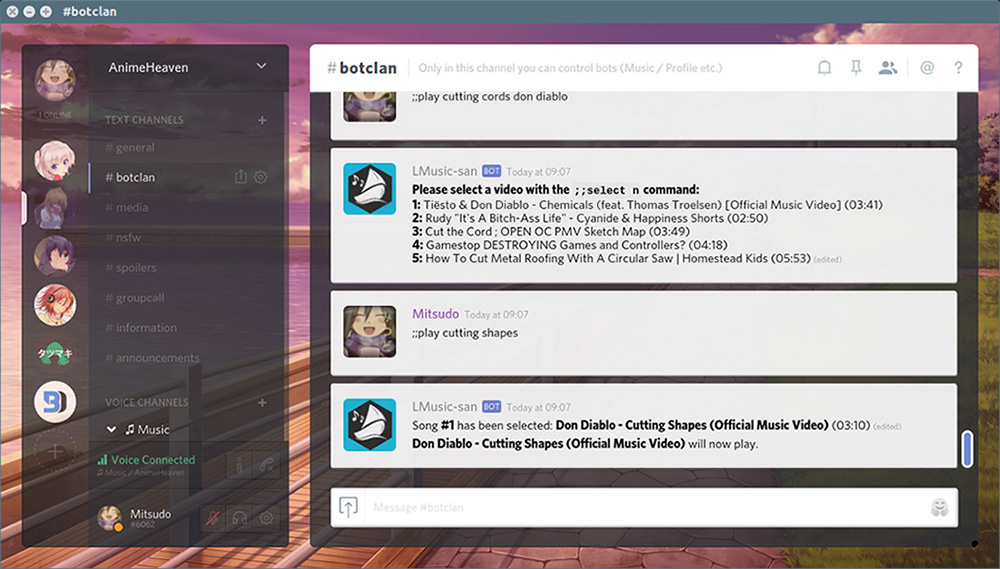 #botclan
AnimeHeaven
1 ONLINE
TEXT CHANNELS
# general
# botclan
# media
# nsfw
# spoilers
# groupcall
# information
# announcements
タツマキ
VOICE CHANNELS
Music
Voice Connected
Music / AnimeHeaven
Mitsudo
#6062
#botclan
Only in this channel you can control bots (Music / Profile etc.)
@
?
;;play cutting cords don diablo
LMusic-san BOT Today at 09:07
Please select a video with the ;;select n command:
1: Tiësto & Don Diablo - Chemicals (feat. Thomas Troelsen) [Official Music Video] (03:41)
2: Rudy "It's A Bitch-Ass Life" - Cyanide & Happiness Shorts (02:50)
3: Cut the Cord ; OPEN OC PMV Sketch Map (03:49)
4: Gamestop DESTROYING Games and Controllers? (04:18)
5: How To Cut Metal Roofing With A Circular Saw | Homestead Kids (05:53) (edited)
Mitsudo Today at 09:07
;;play cutting shapes
LMusic-san BOT Today at 09:07
Song #1 has been selected: Don Diablo - Cutting Shapes (Official Music Video) (03:10) (edited)
Don Diablo - Cutting Shapes (Official Music Video) will now play.
Message #botclan